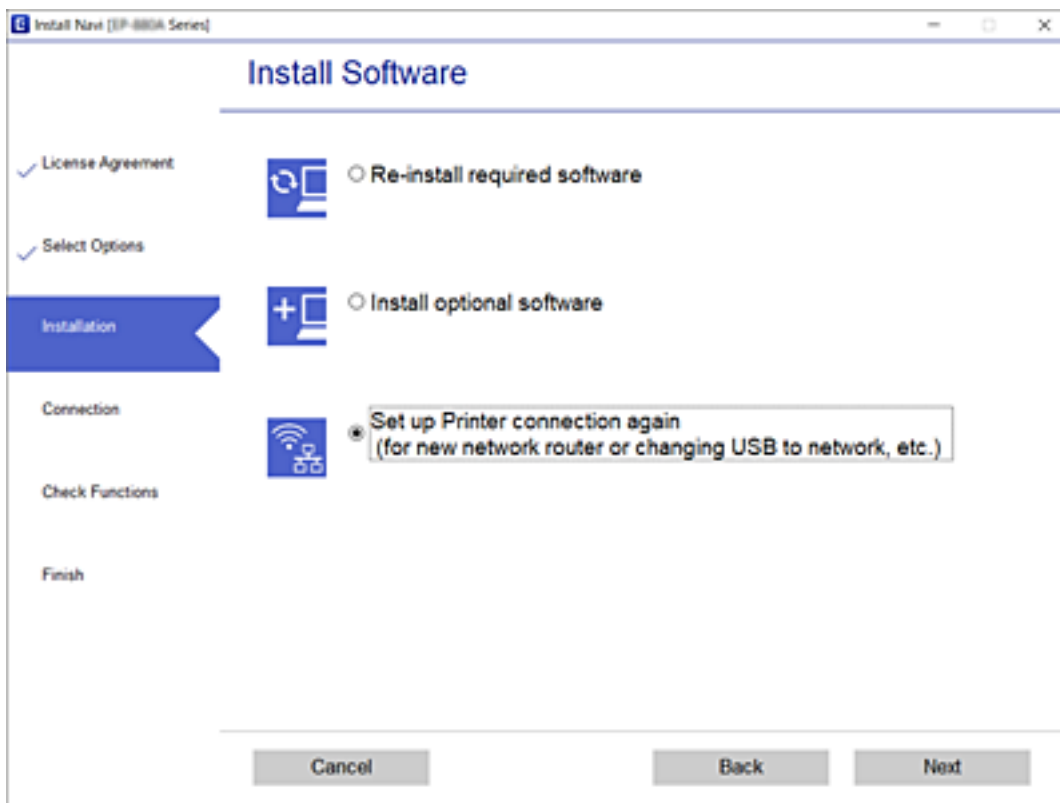 Install Navi [EP-880A Series]
Install Software
License Agreement
Select Options
Installation
Connection
Check Functions
Finish
Re-install required software
Install optional software
Set up Printer connection again
(for new network router or changing USB to network, etc.)
Cancel
Back
Next